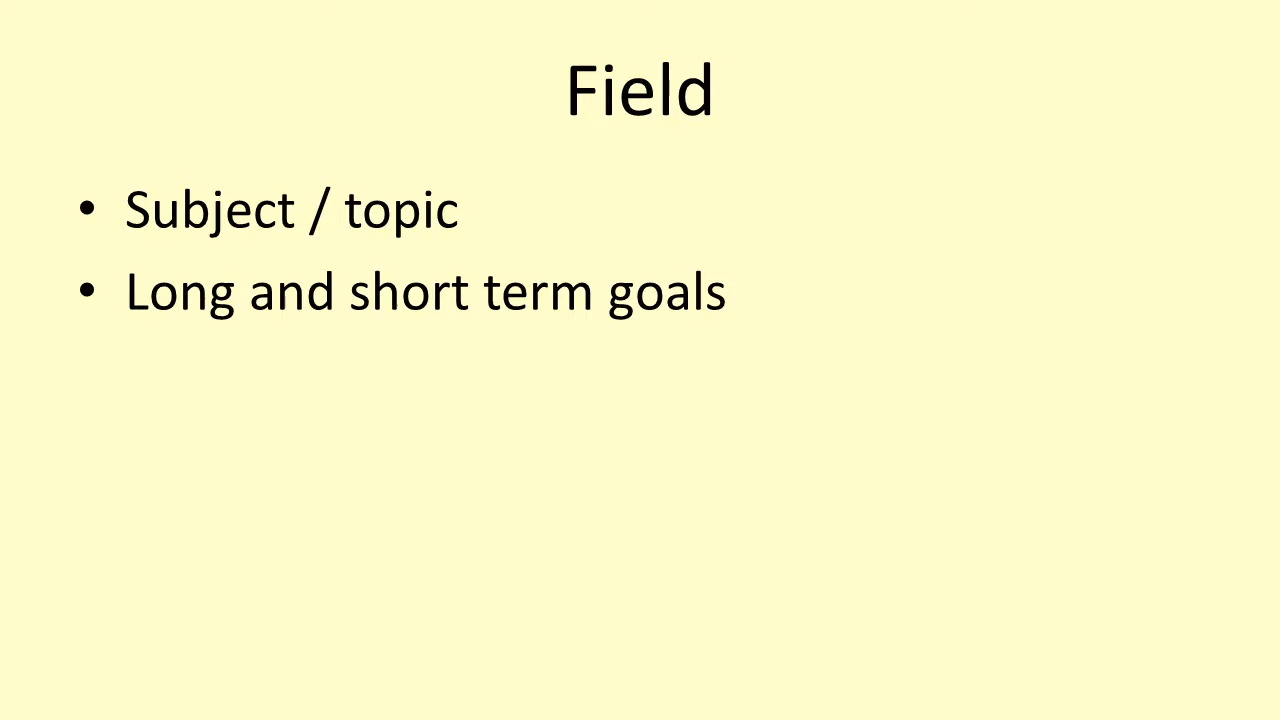 Field
• Subject / topic
• Long and short term goals